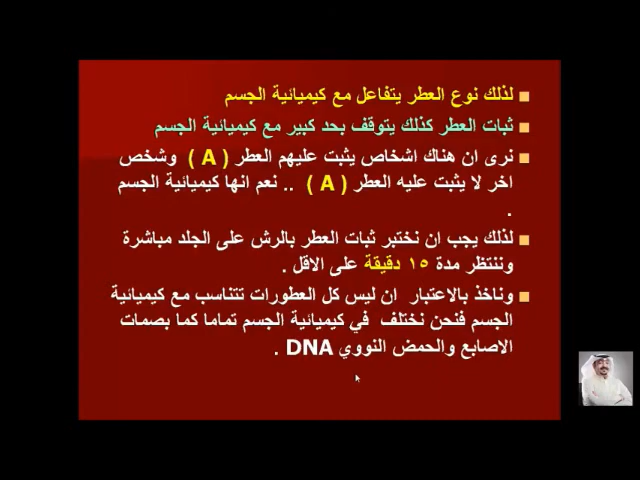 لذلك نوع العطر يتفاعل مع كيميائية الجسم
ثبات العطر كذلك يتوقف بحد كبير مع كيميائية الجسم
نرى ان هناك اشخاص يثبت عليهم العطر ( A ) وشخص
اخر لا يثبت عليه العطر ( A ) .. نعم انها كيميائية الجسم
.
لذلك يجب ان نختبر ثبات العطر بالرش على الجلد مباشرة
وننتظر مدة ١٥ دقيقة على الاقل .
وناخذ بالاعتبار ان ليس كل العطورات تتناسب مع كيميائية
الجسم فنحن نختلف في كيميائية الجسم تماما كما بصمات
الاصابع والحمض النووي DNA .